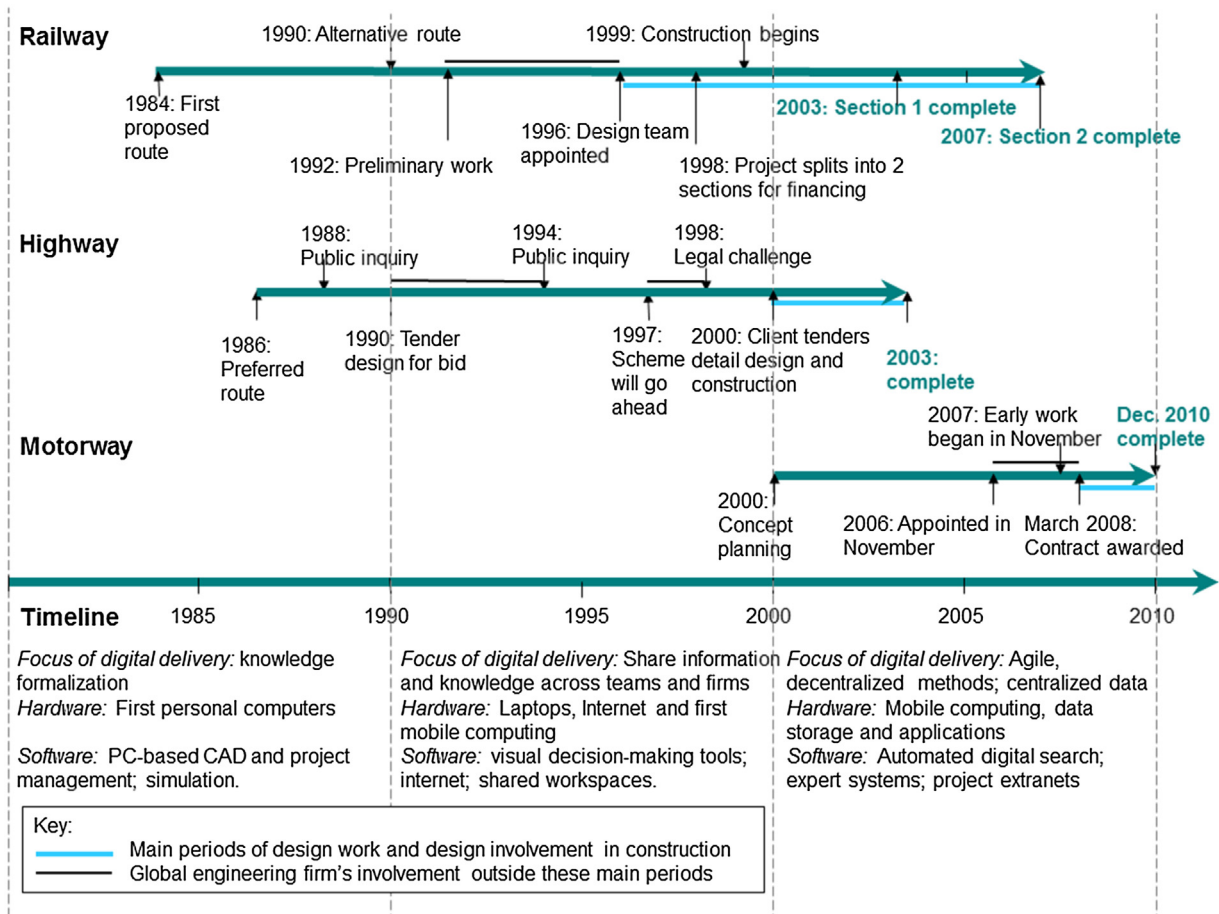 Railway
1990: Alternative route
1999: Construction begins
1984: First
proposed
route
1992: Preliminary work
1996: Design team
appointed
1998: Project splits into 2
sections for financing
2003: Section 1 complete
2007: Section 2 complete
Highway
1988:
Public inquiry
1994:
Public inquiry
1998:
Legal challenge
1986:
Preferred
route
1990: Tender
design for bid
1997:
Scheme
will go
ahead
2000: Client tenders
detail design and
construction
2003:
complete
Motorway
2007: Early work
began in November
Dec. 2010
complete
2000:
Concept
planning
2006: Appointed in
November
March 2008:
Contract awarded
Timeline
1985
1990
1995
2000
2005
2010
Focus of digital delivery: knowledge
formalization
Hardware: First personal computers
Software: PC-based CAD and project
management; simulation.
Focus of digital delivery: Share information
and knowledge across teams and firms
Hardware: Laptops, Internet and first
mobile computing
Software: visual decision-making tools;
internet; shared workspaces.
Focus of digital delivery: Agile,
decentralized methods; centralized data
Hardware: Mobile computing, data
storage and applications
Software: Automated digital search;
expert systems; project extranets
Key:
Main periods of design work and design involvement in construction
Global engineering firm's involvement outside these main periods